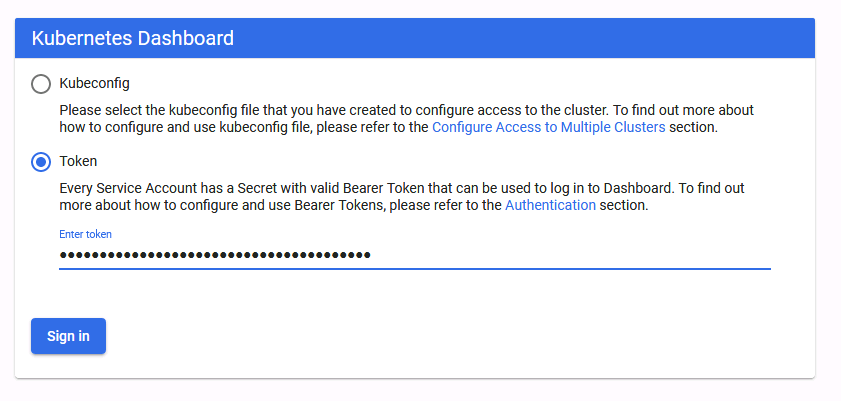 Kubernetes Dashboard
Kubeconfig
Please select the kubeconfig file that you have created to configure access to the cluster. To find out more about
how to configure and use kubeconfig file, please refer to the Configure Access to Multiple Clusters section.
Token
Every Service Account has a Secret with valid Bearer Token that can be used to log in to Dashboard. To find out
more about how to configure and use Bearer Tokens, please refer to the Authentication section.
Enter token
•••••••••••••••••••••••••••••••••••••••
Sign in